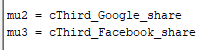 mu2 = cThird_Google_share
mu3 = cThird_Facebook_share